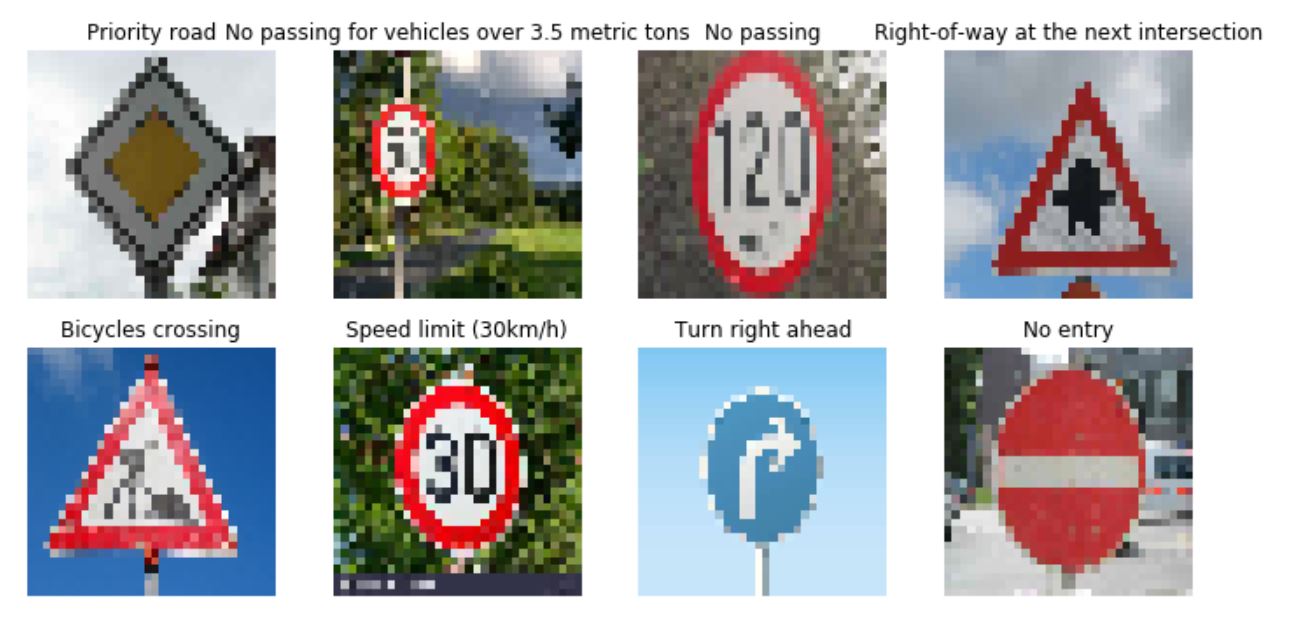 Priority road
No passing for vehicles over 3.5 metric tons
No passing
Right-of-way at the next intersection
120
Bicycles crossing
Speed limit (30km/h)
Turn right ahead
No entry
30